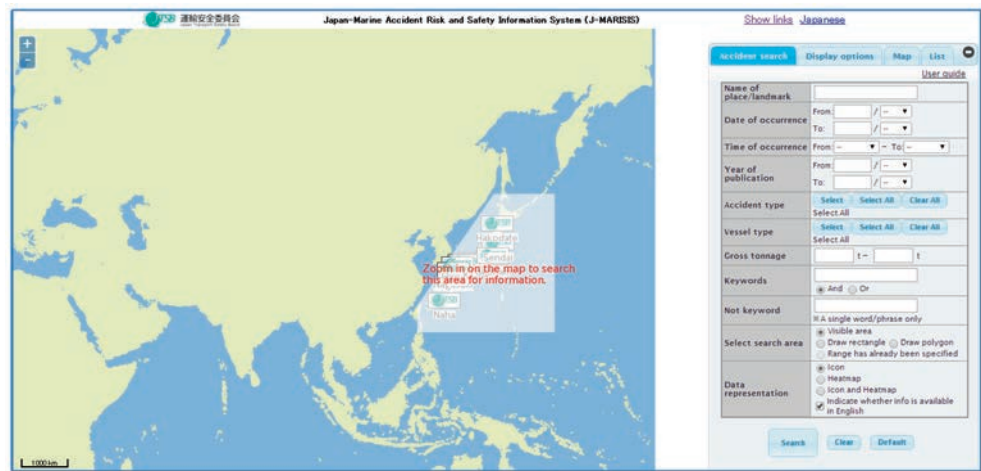 運輸安全委員会
Japan-Marine Accident Risk and Safety Information System (J-MARISIS)
Show links Japanese
+
-
Accident search Display options Map List
User guide
Name of place/landmark
Date of occurrence From: / --
To: / --
Time of occurrence From: -- ~ To: --
Year of publication From: / --
To: / --
Accident type Select Select All Clear All
Select All
Vessel type Select Select All Clear All
Select All
Gross tonnage t ~ t
Keywords
And Or
Not keyword
※A single word/phrase only
Select search area Visible area
Draw rectangle Draw polygon
Range has already been specified
Data representation Icon
Heatmap
Icon and Heatmap
Indicate whether info is available in English
Search Clear Default
Hakodate
Sendai
Zoom in on the map to search
this area for information.
Naha
1000 km